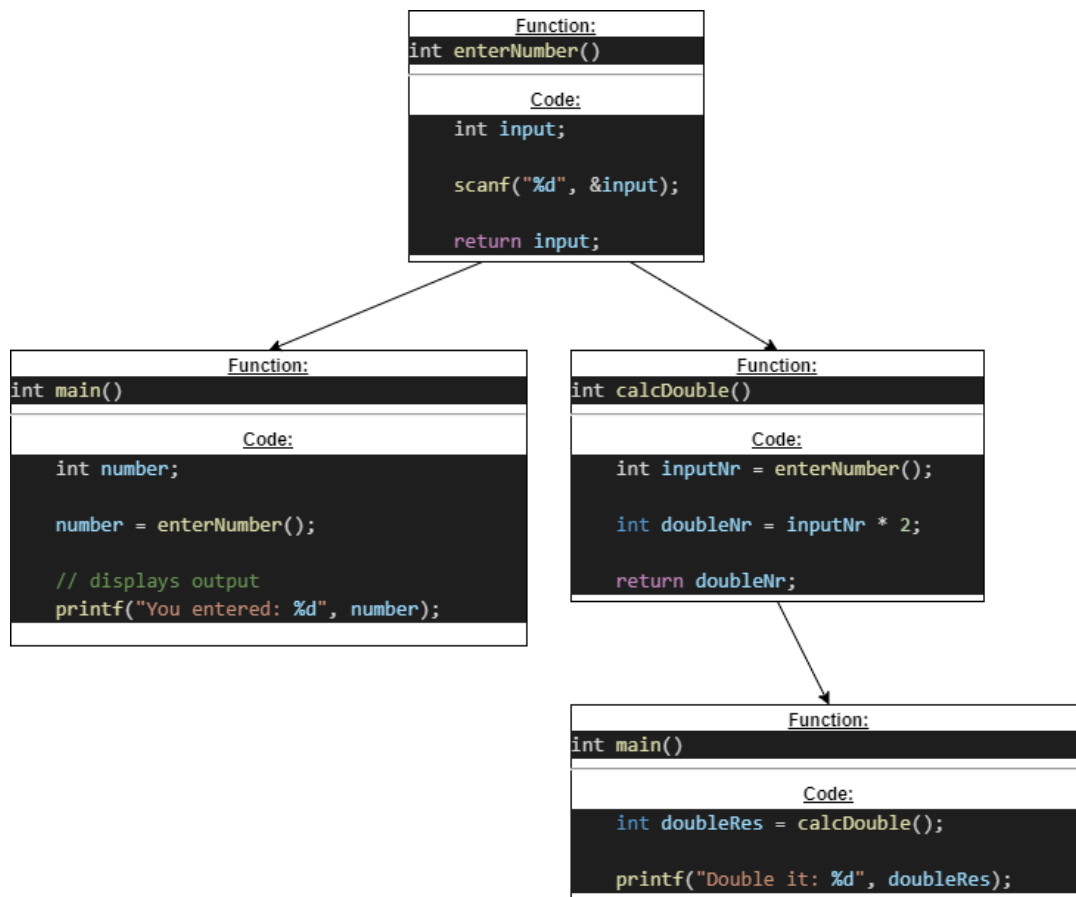 Function:
int enterNumber()
Code:
int input;
scanf("%d", &input);
return input;
Function:
int main()
Code:
int number;
number = enterNumber();
// displays output
printf("You entered: %d", number);
Function:
int calcDouble()
Code:
int inputNr = enterNumber();
int doubleNr = inputNr * 2;
return doubleNr;
Function:
int main()
Code:
int doubleRes = calcDouble();
printf("Double it: %d", doubleRes);